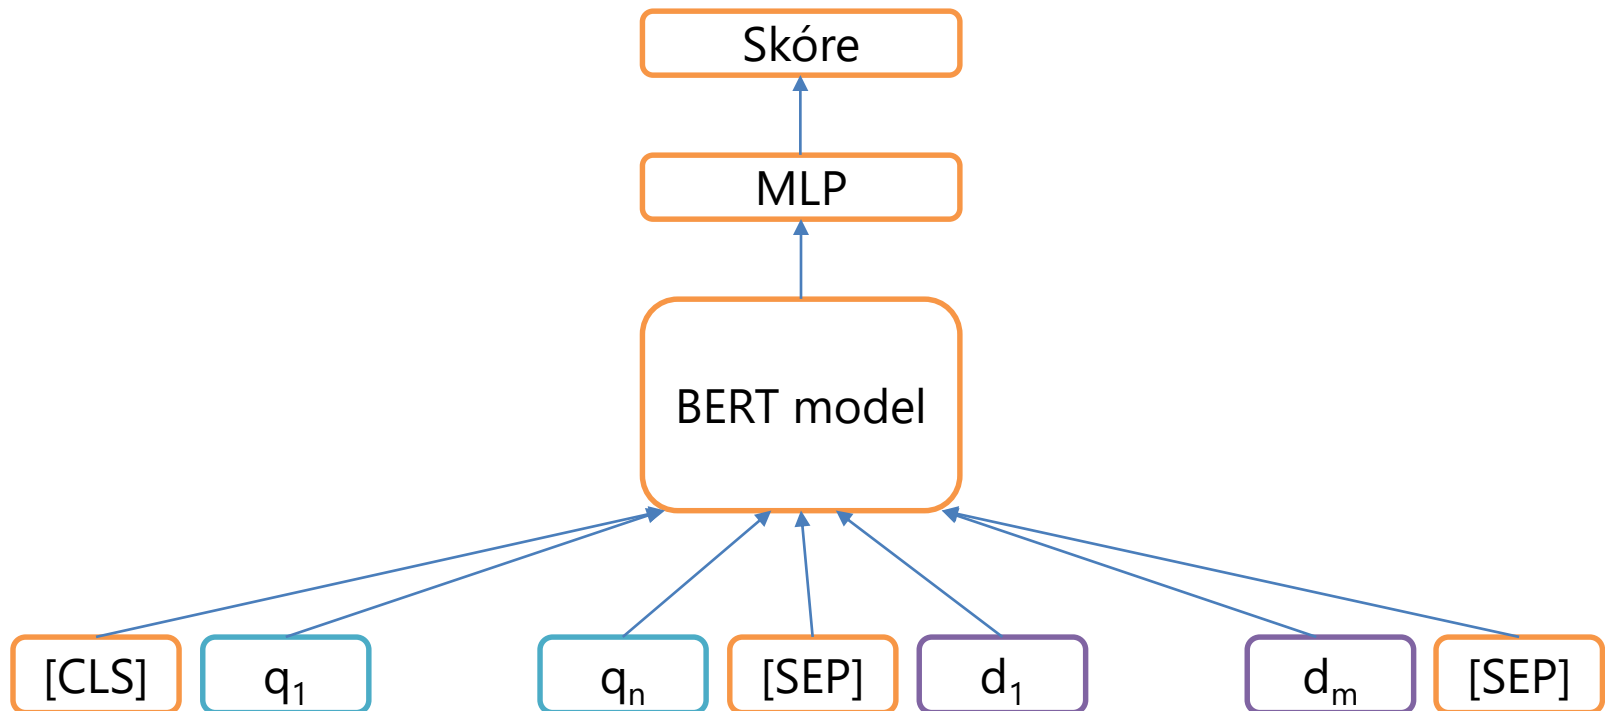 Skóre
MLP
BERT model
[CLS] q₁ qₙ [SEP] d₁ dₘ [SEP]